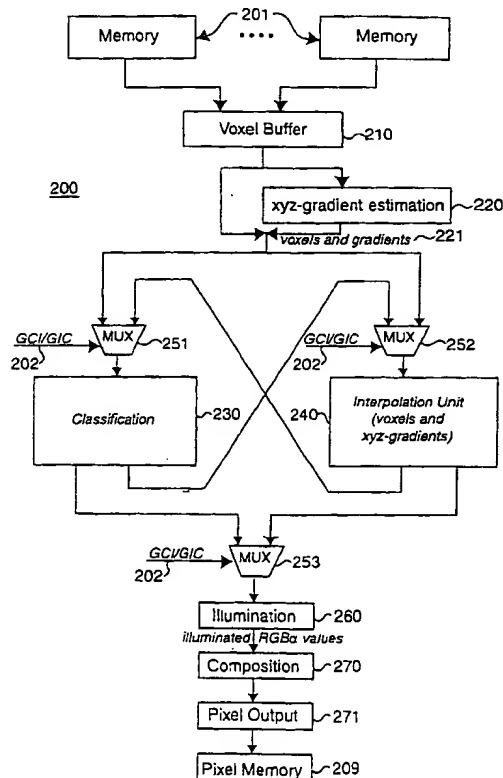 201
Memory
Memory
Voxel Buffer
210
200
xyz-gradient estimation
220
voxels and gradients
221
GCI/GIC
202
MUX
251
GCI/GIC
202
MUX
252
Classification
230
240
Interpolation Unit
(voxels and
xyz-gradients)
GCI/GIC
202
MUX
253
Illumination
260
illuminated RGBα values
Composition
270
Pixel Output
271
Pixel Memory
209